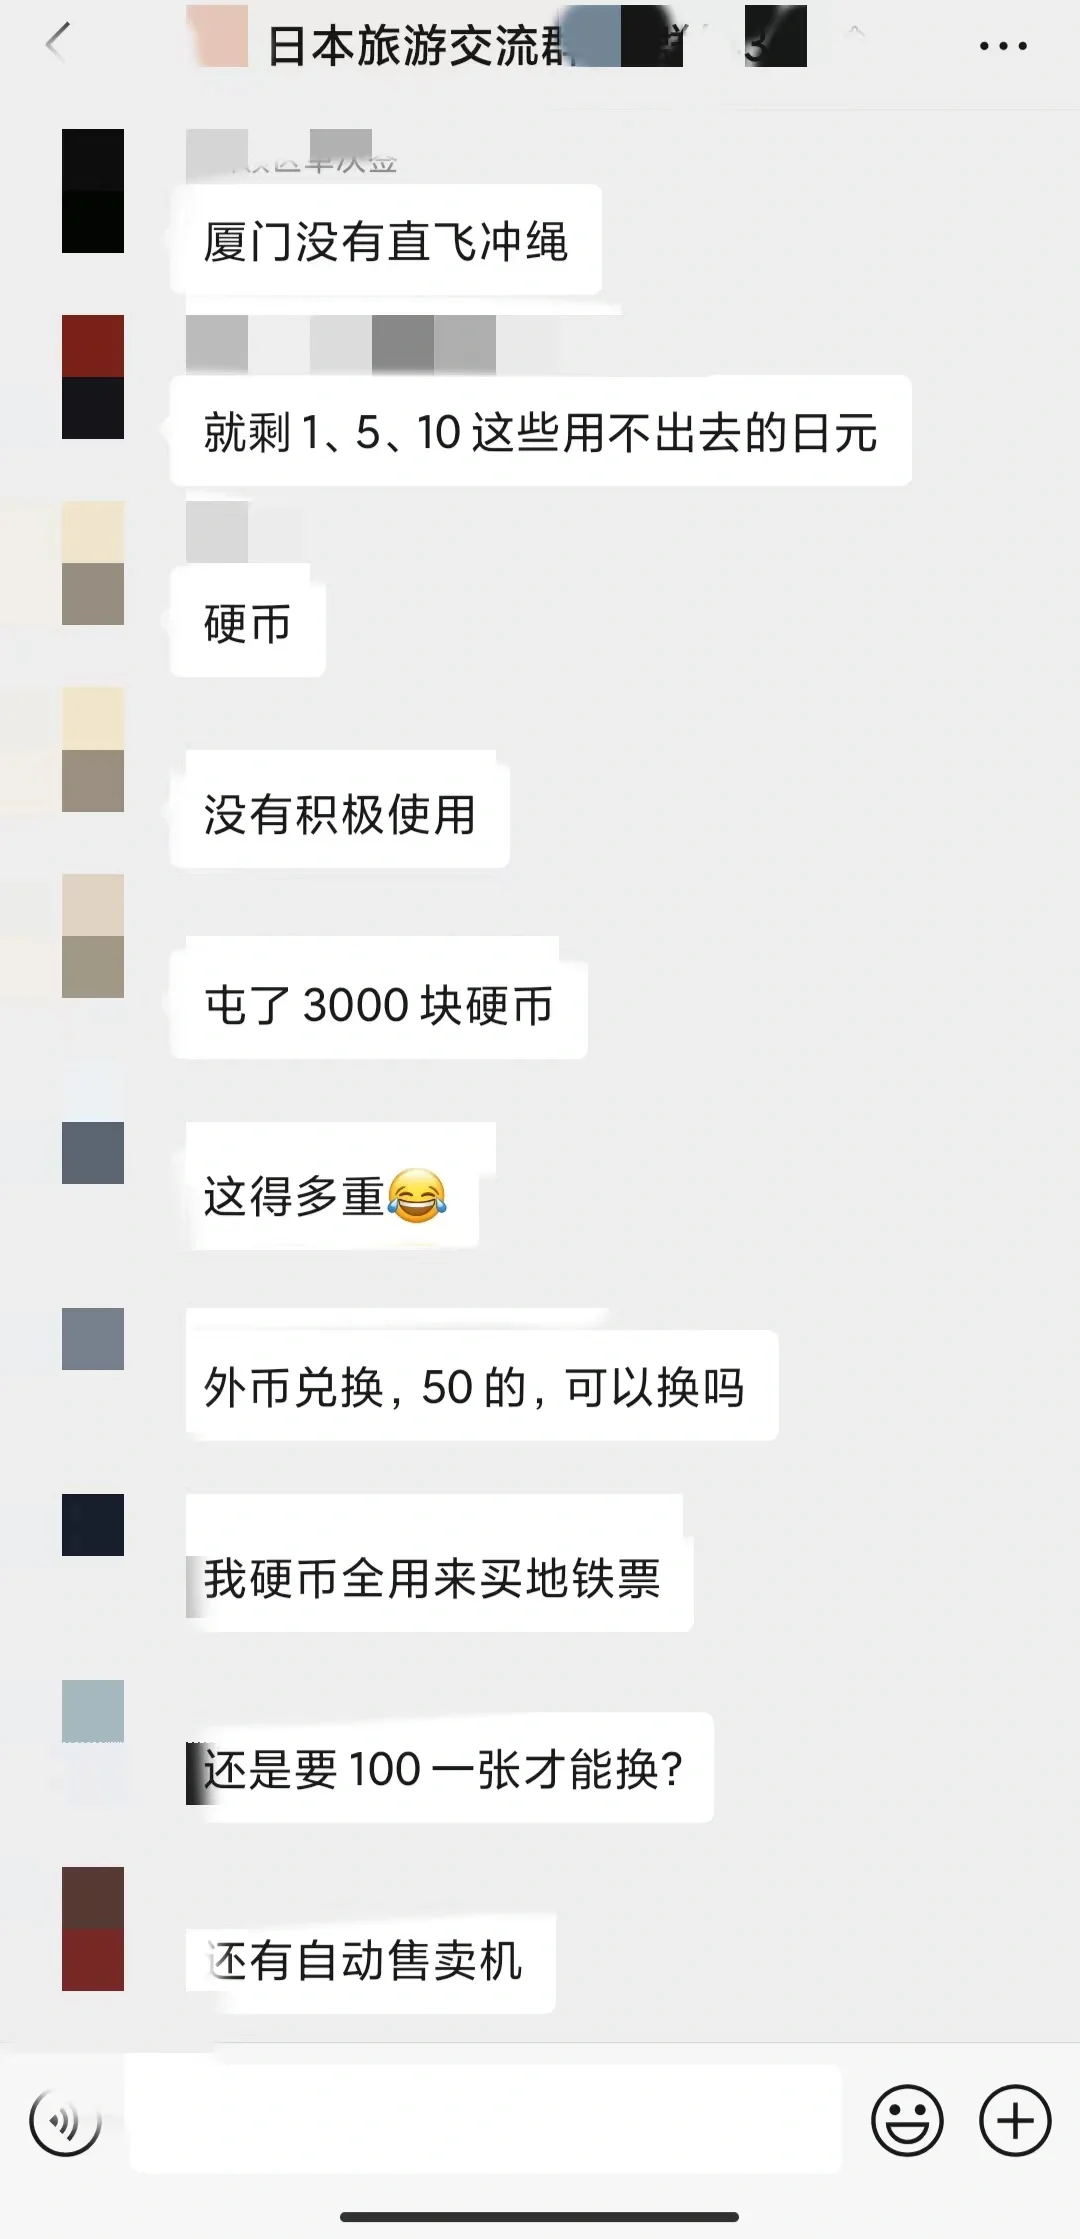 日本旅游交流群
单次签
厦门没有直飞冲绳
就剩 1、5、10 这些用不出去的日元
硬币
没有积极使用
屯了 3000 块硬币
这得多重😂
外币兑换，50 的，可以换吗
我硬币全用来买地铁票
还是要 100 一张才能换？
还有自动售卖机